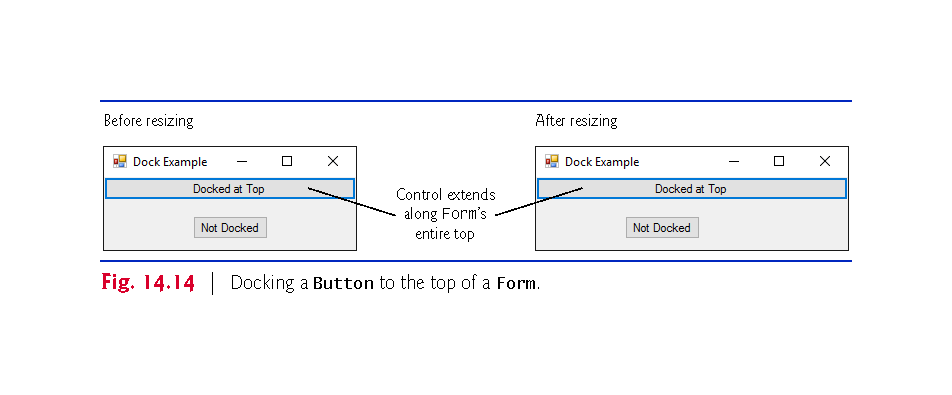 Before resizing
After resizing
Dock Example
Docked at Top
Not Docked
Control extends
along Form's
entire top
Dock Example
Docked at Top
Not Docked
Fig. 14.14 | Docking a Button to the top of a Form.